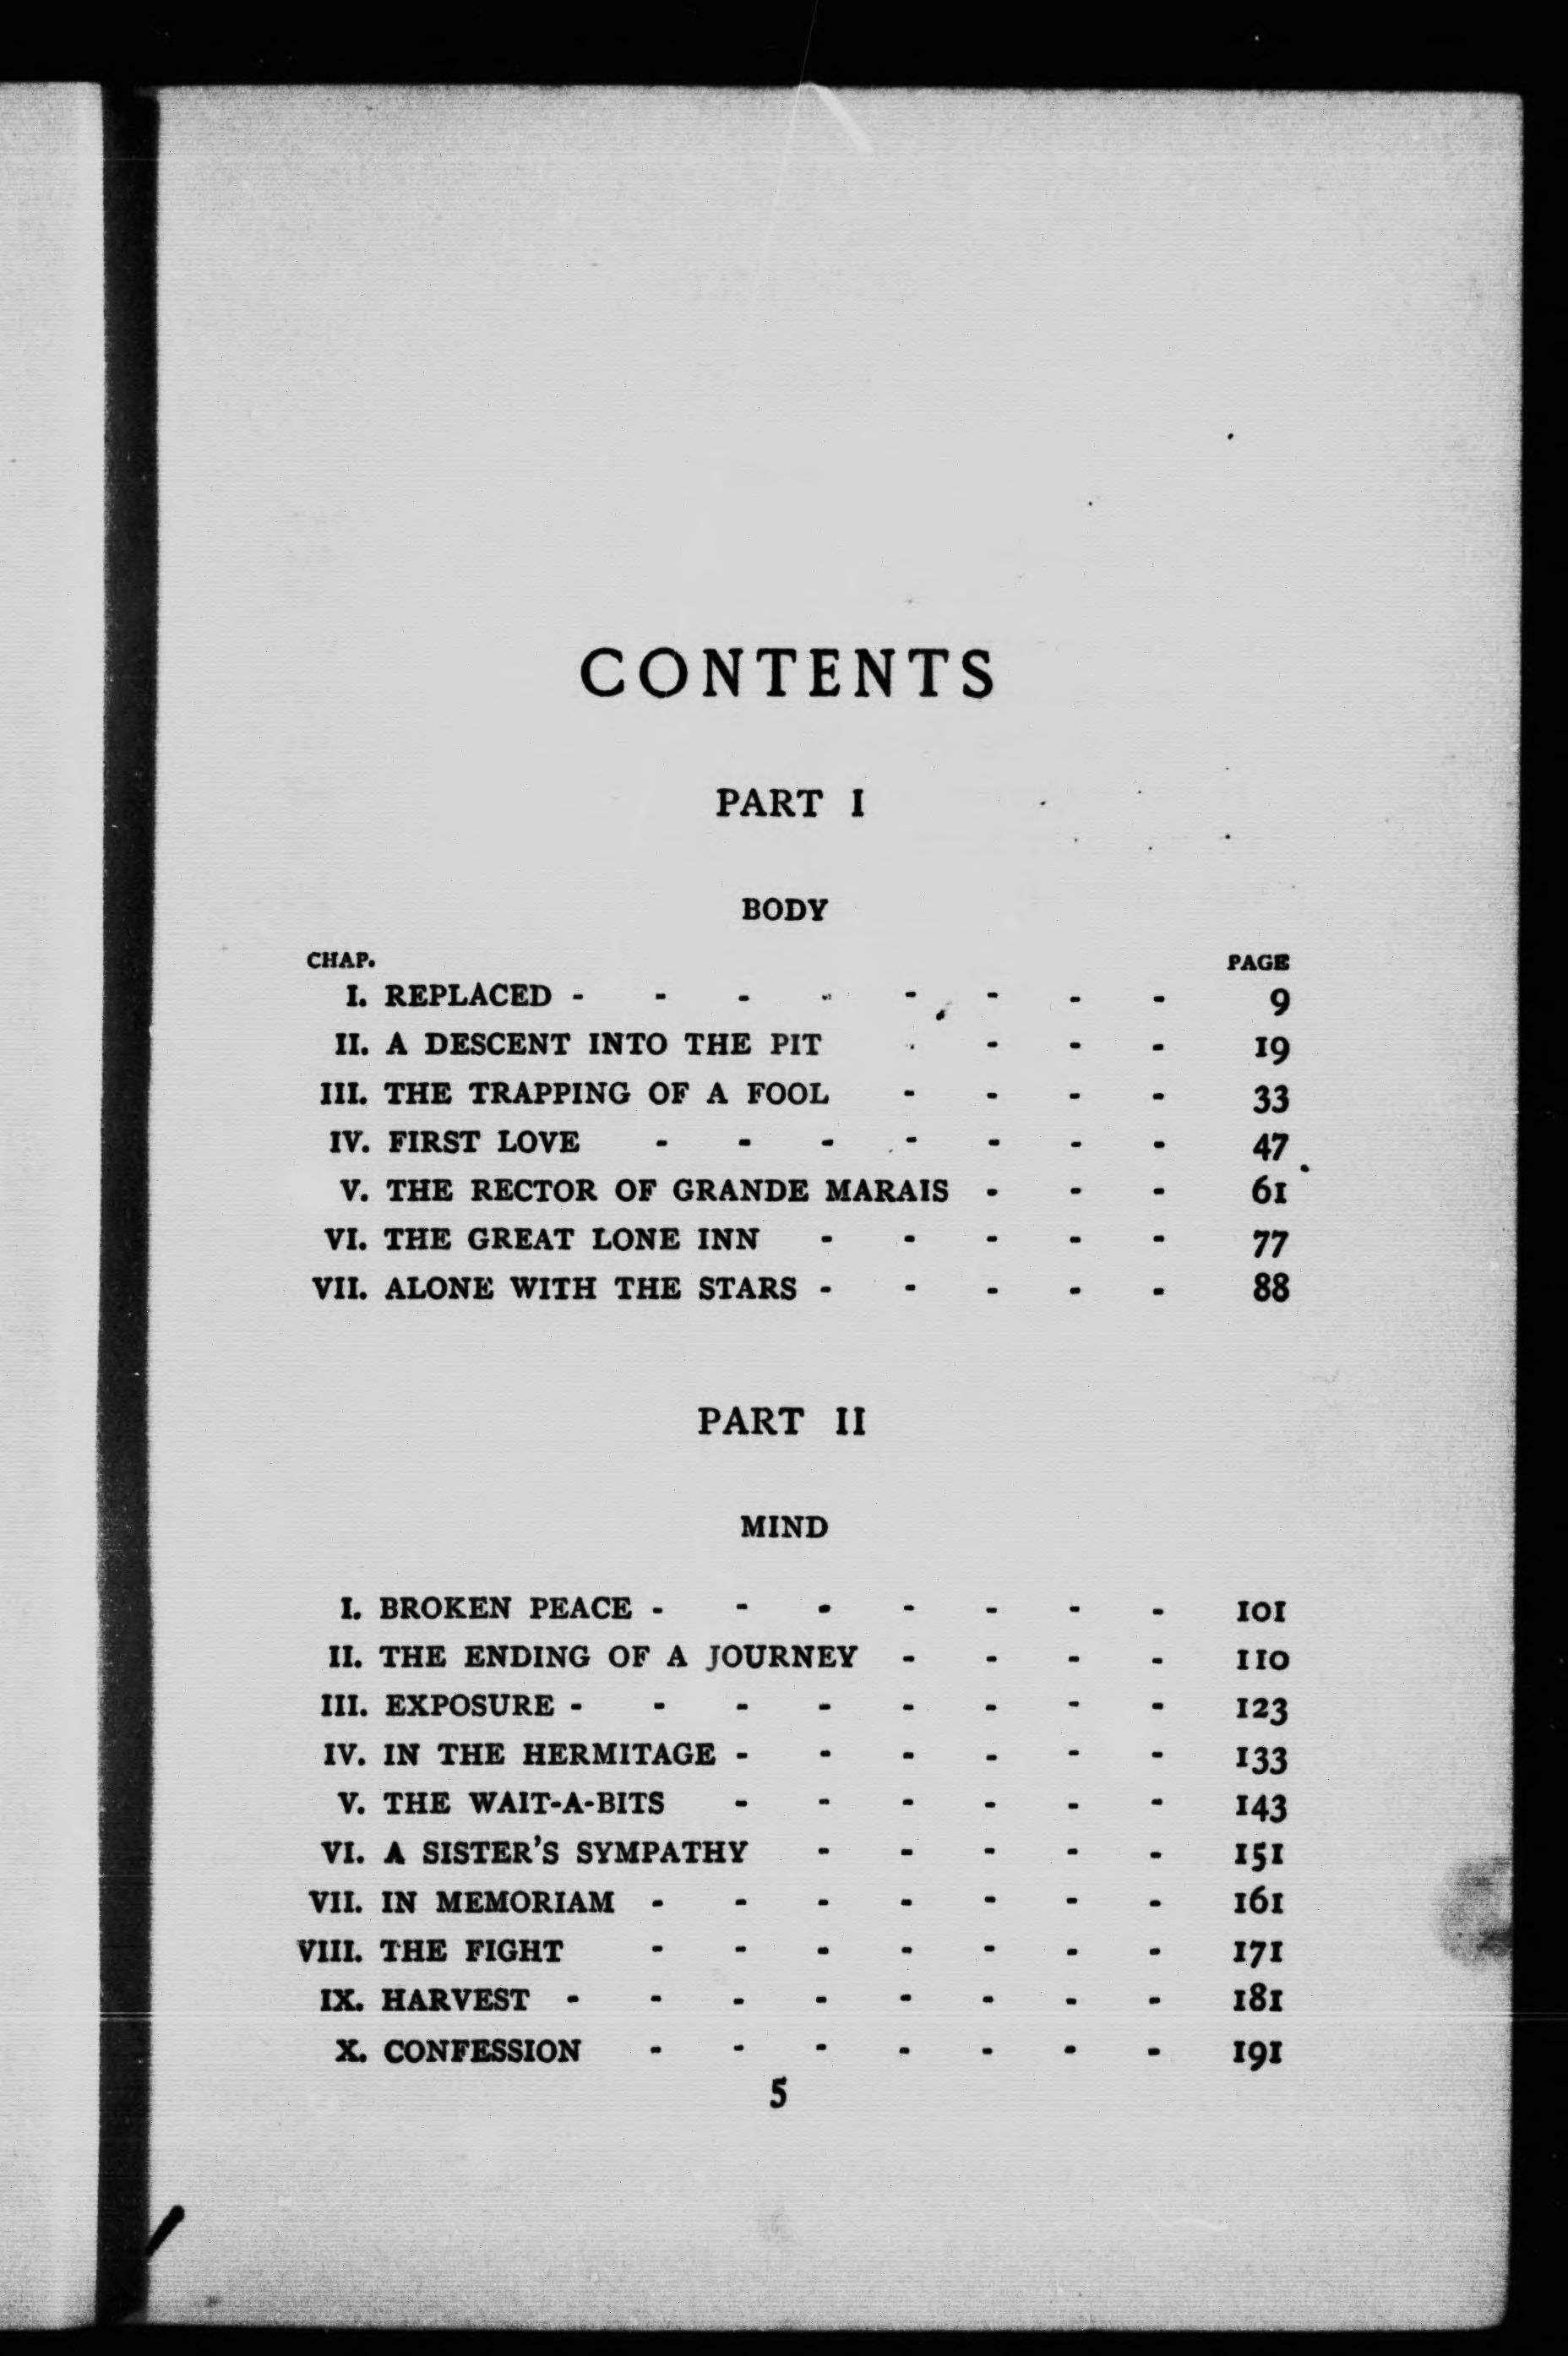 CONTENTS
PART I
BODY
CHAP. PAGE
I. REPLACED - - - - - - - - 9
II. A DESCENT INTO THE PIT - - - - 19
III. THE TRAPPING OF A FOOL - - - - 33
IV. FIRST LOVE - - - - - - - 47
V. THE RECTOR OF GRANDE MARAIS - - - 61
VI. THE GREAT LONE INN - - - - - 77
VII. ALONE WITH THE STARS - - - - - 88
PART II
MIND
I. BROKEN PEACE - - - - - - - 101
II. THE ENDING OF A JOURNEY - - - - 110
III. EXPOSURE - - - - - - - - 123
IV. IN THE HERMITAGE - - - - - - 133
V. THE WAIT-A-BITS - - - - - - 143
VI. A SISTER'S SYMPATHY - - - - - 151
VII. IN MEMORIAM - - - - - - - 161
VIII. THE FIGHT - - - - - - - 171
IX. HARVEST - - - - - - - - 181
X. CONFESSION - - - - - - - 191
5